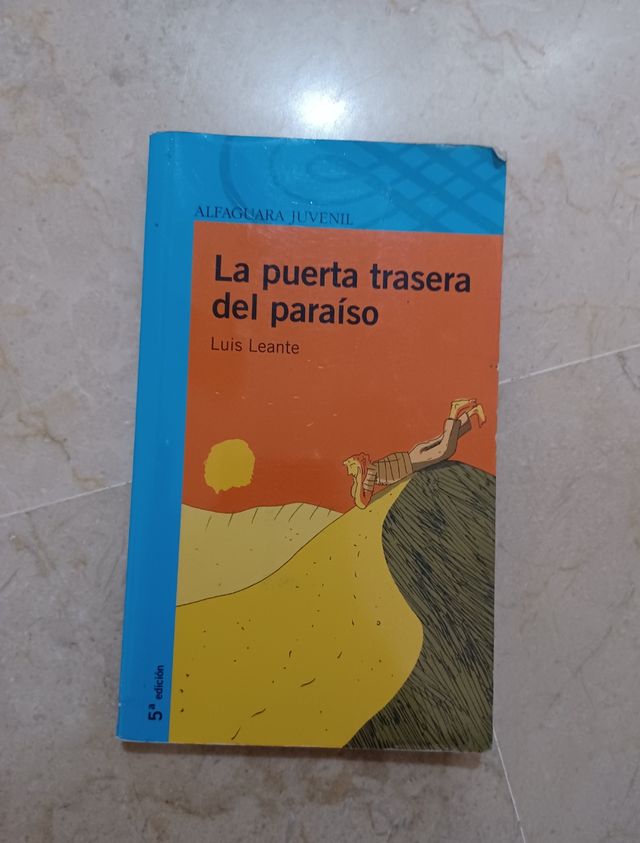 ALFAGUARA JUVENIL
La puerta trasera
del paraíso
Luis Leante
5ª edición